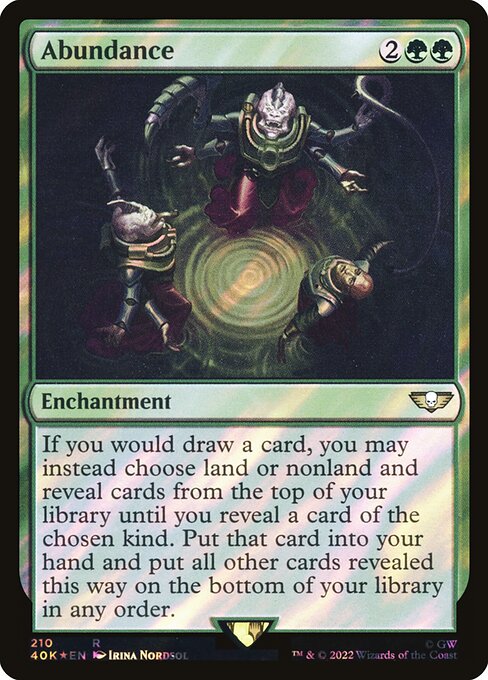 Abundance 2
Enchantment
If you would draw a card, you may
instead choose land or nonland and
reveal cards from the top of your
library until you reveal a card of the
chosen kind. Put that card into your
hand and put all other cards revealed
this way on the bottom of your library
in any order.
210 R © GW
40K★EN Irina Nordsol ™ & © 2022 Wizards of the Coast